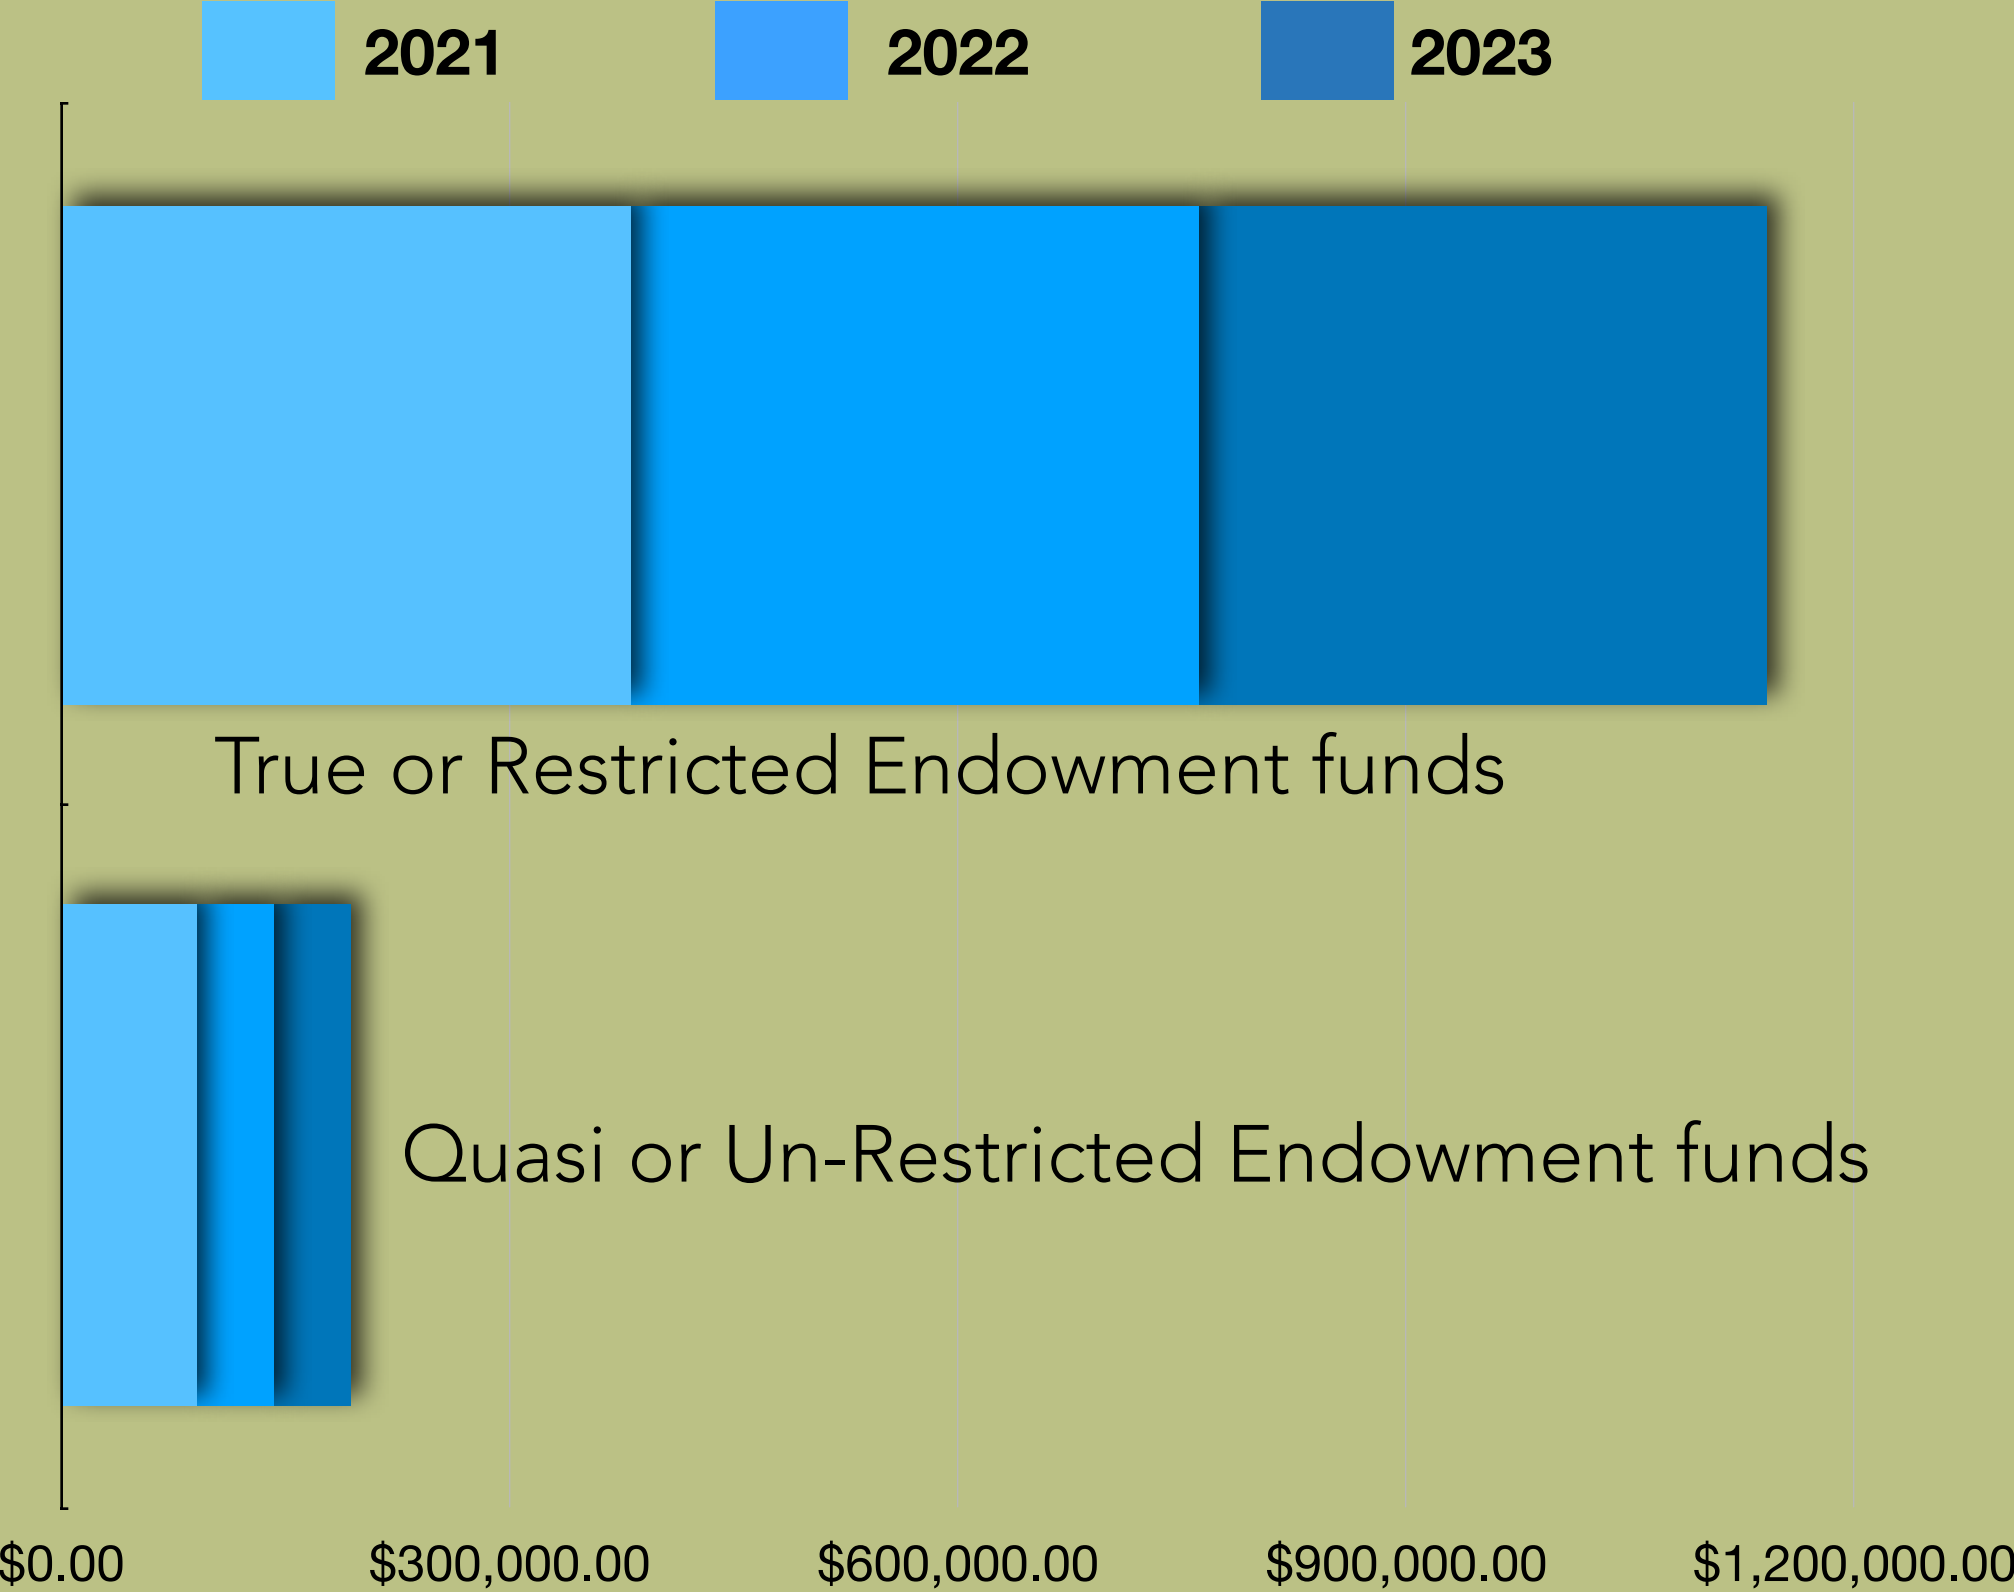 2021 2022 2023
True or Restricted Endowment funds
Quasi or Un-Restricted Endowment funds
$0.00 $300,000.00 $600,000.00 $900,000.00 $1,200,000.00